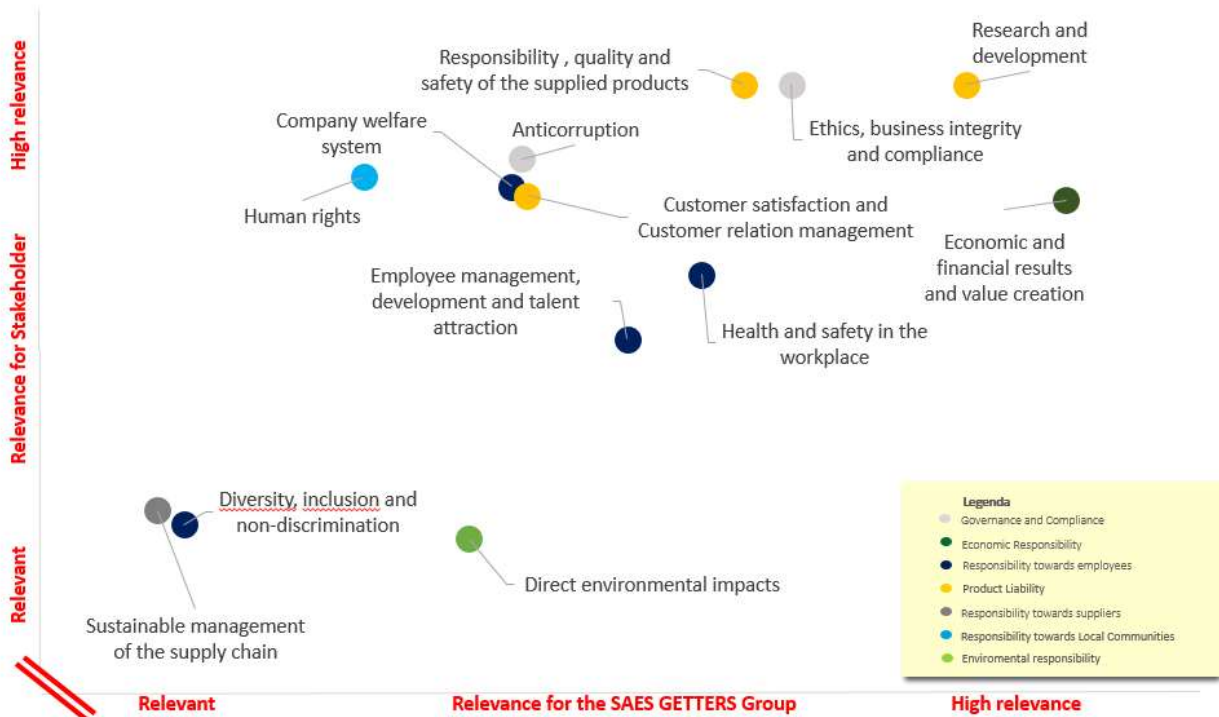 High relevance
Relevance for Stakeholder
Relevant
Research and
development
Responsibility , quality and
safety of the supplied products
Ethics, business integrity
and compliance
Company welfare
system
Anticorruption
Human rights
Customer satisfaction and
Customer relation management
Economic and
financial results
and value creation
Employee management,
development and talent
attraction
Health and safety in the
workplace
Diversity, inclusion and
non-discrimination
Direct environmental impacts
Sustainable management
of the supply chain
Legenda
Governance and Compliance
Economic Responsibility
Responsibility towards employees
Product Liability
Responsibility towards suppliers
Responsibility towards Local Communities
Enviromental responsibility
Relevant
Relevance for the SAES GETTERS Group
High relevance